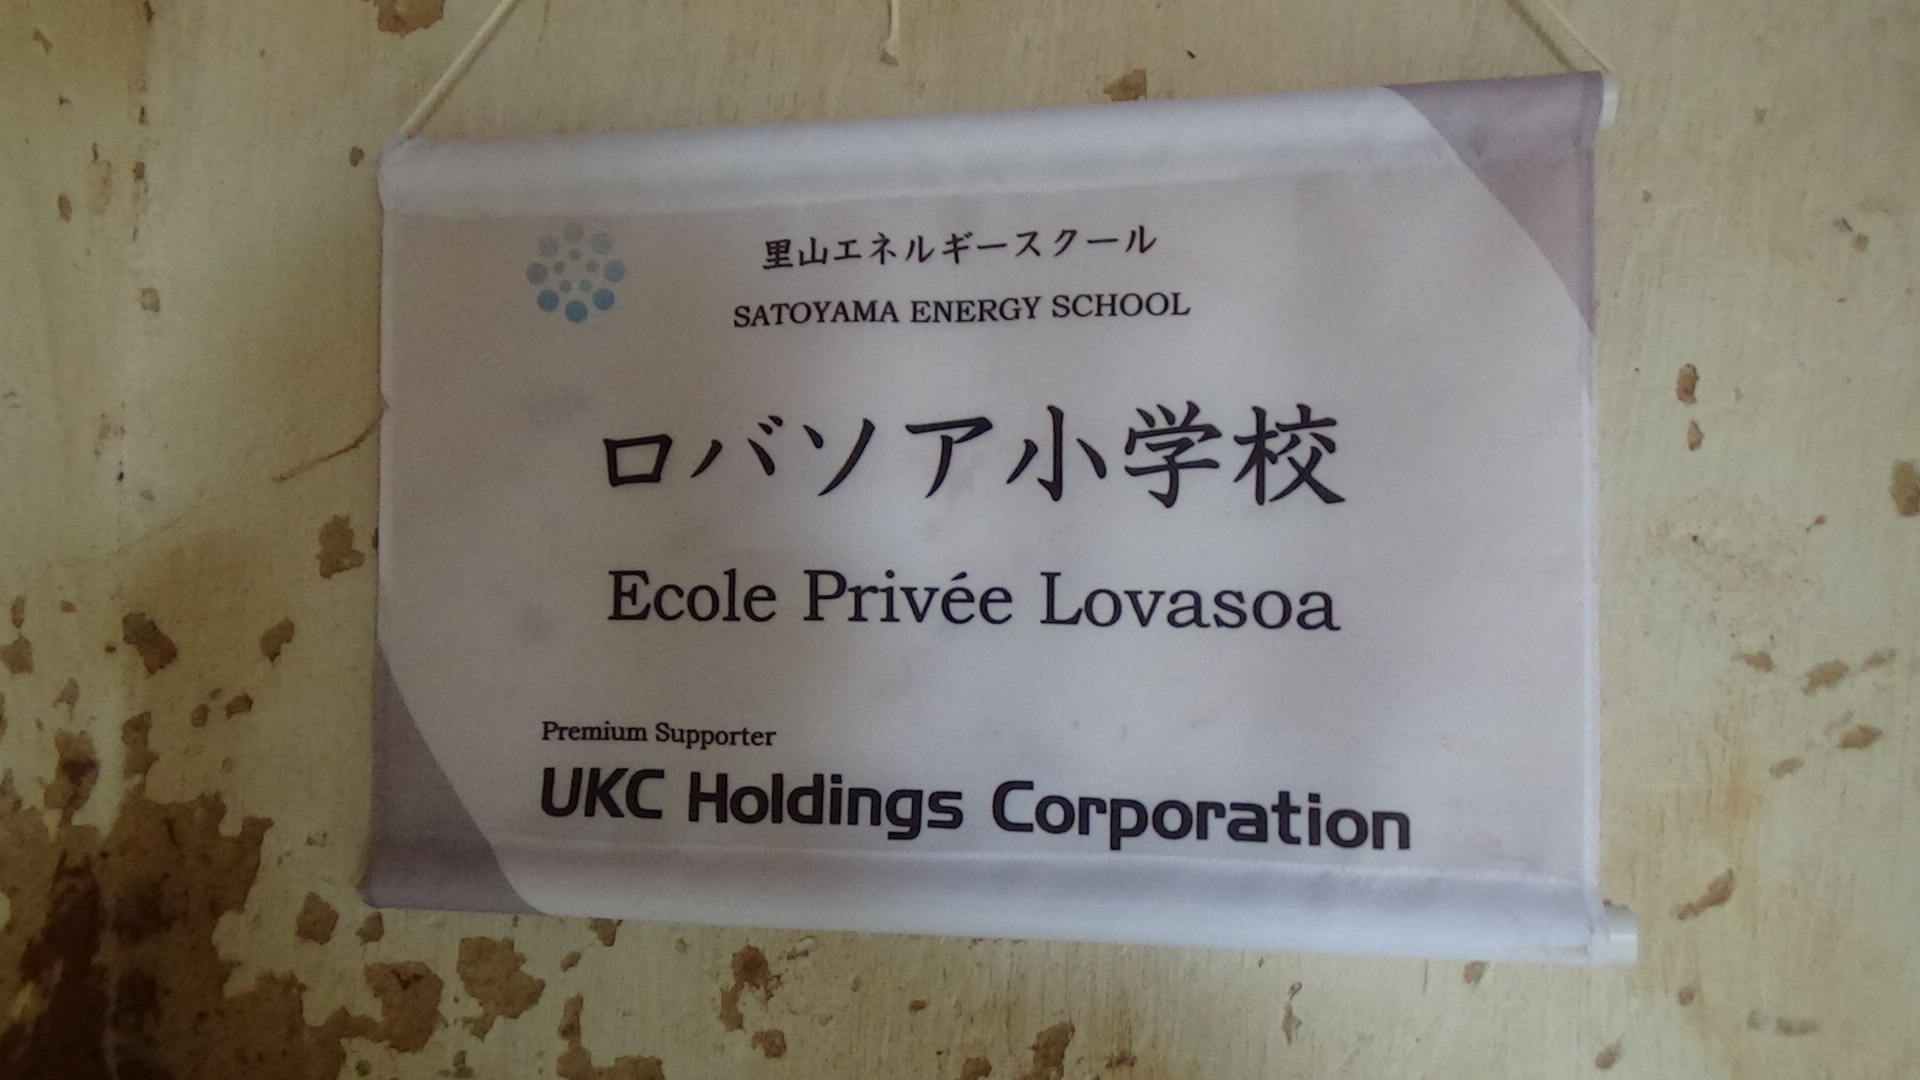 里山エネルギースクール
SATOYAMA ENERGY SCHOOL
ロバソア小学校
Ecole Privée Lovasoa
Premium Supporter
UKC Holdings Corporation